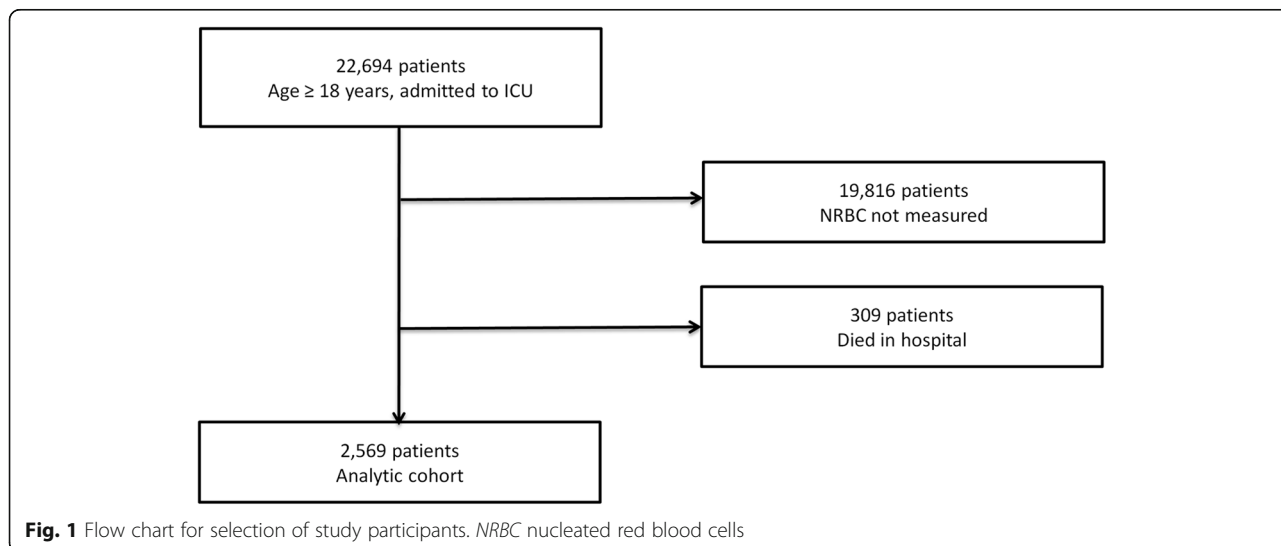 22,694 patients
Age ≥ 18 years, admitted to ICU
19,816 patients
NRBC not measured
309 patients
Died in hospital
2,569 patients
Analytic cohort
Fig. 1 Flow chart for selection of study participants. NRBC nucleated red blood cells